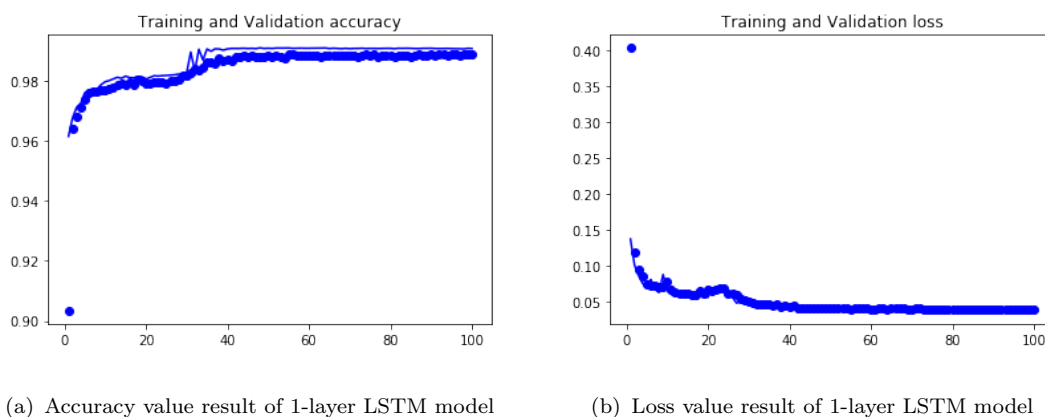 Training and Validation accuracy
0.98
0.96
0.94
0.92
0.90
0 20 40 60 80 100
(a) Accuracy value result of 1-layer LSTM model
Training and Validation loss
0.40
0.35
0.30
0.25
0.20
0.15
0.10
0.05
0 20 40 60 80 100
(b) Loss value result of 1-layer LSTM model